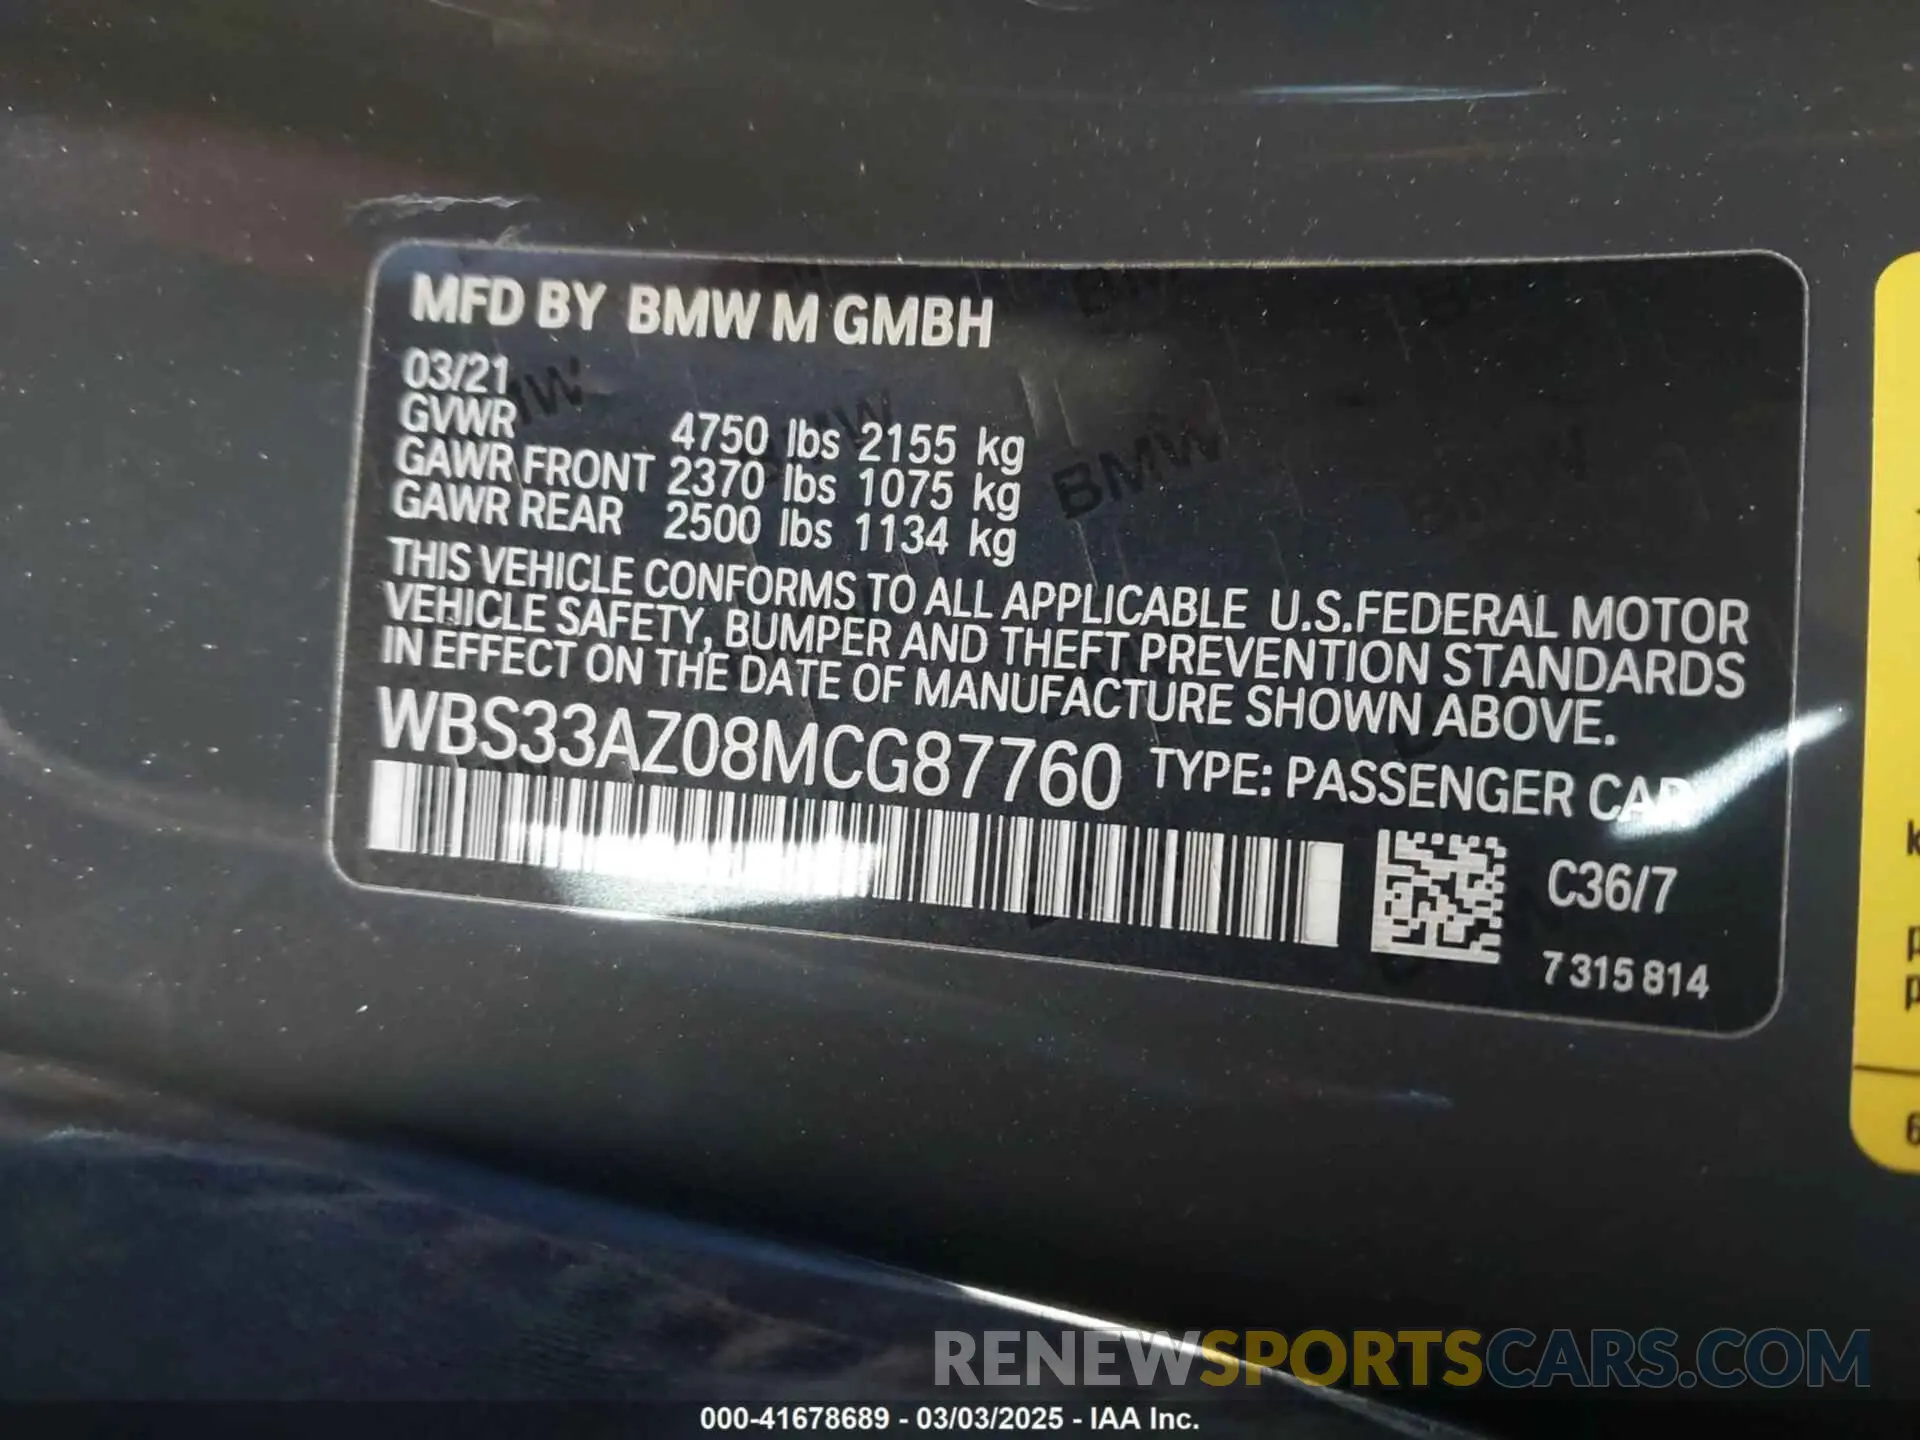 MFD BY BMW M GMBH
03/21
GVWR 4750 lbs 2155 kg
GAWR FRONT 2370 lbs 1075 kg
GAWR REAR 2500 lbs 1134 kg
THIS VEHICLE CONFORMS TO ALL APPLICABLE U.S.FEDERAL MOTOR
VEHICLE SAFETY, BUMPER AND THEFT PREVENTION STANDARDS
IN EFFECT ON THE DATE OF MANUFACTURE SHOWN ABOVE.
WBS33AZ08MCG87760 TYPE: PASSENGER CAR
C36/7
7 315 814
RENEWSPORTSCARS.COM
000-41678689 - 03/03/2025 - IAA Inc.